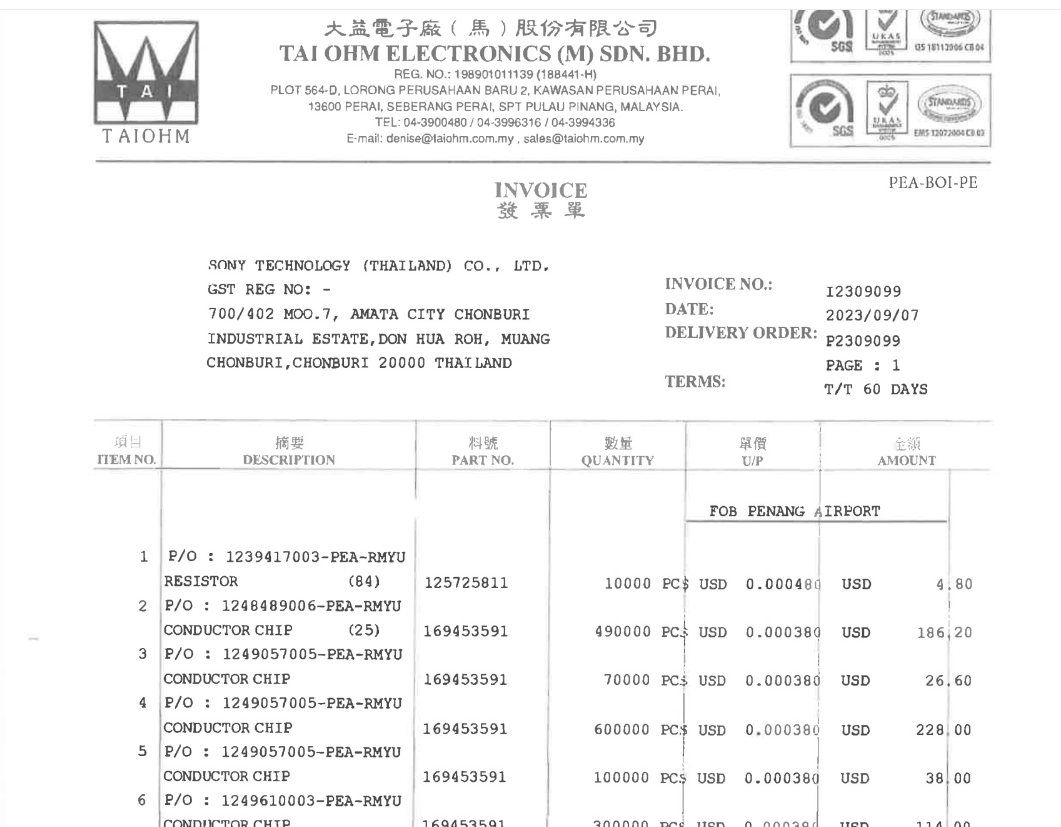 大益電子廠（馬）股份有限公司
TAI OHM ELECTRONICS (M) SDN. BHD.
REG. NO.: 198901011139 (188441-H)
PLOT 564-D, LORONG PERUSAHAAN BARU 2, KAWASAN PERUSAHAAN PERAI,
13600 PERAI, SEBERANG PERAI, SPT PULAU PINANG, MALAYSIA.
TEL: 04-3900480 / 04-3996316 / 04-3994336
E-mail: denise@taiohm.com.my , sales@taiohm.com.my
TAI
TAIOHM
SGS
UKAS
STANDARDS
QS 18112006 CB 04
SGS
UKAS
STANDARDS
EMS 12072004 CB 03
PEA-BOI-PE
INVOICE
發票單
SONY TECHNOLOGY (THAILAND) CO., LTD.
GST REG NO: -
700/402 MOO.7, AMATA CITY CHONBURI
INDUSTRIAL ESTATE,DON HUA ROH, MUANG
CHONBURI,CHONBURI 20000 THAILAND
INVOICE NO.: I2309099
DATE: 2023/09/07
DELIVERY ORDER: P2309099
PAGE : 1
TERMS: T/T 60 DAYS
項目 摘要 料號 數量 單價 金額
ITEM NO. DESCRIPTION PART NO. QUANTITY U/P AMOUNT
FOB PENANG AIRPORT
1 P/O : 1239417003-PEA-RMYU
RESISTOR (84) 125725811 10000 PCS USD 0.000480 USD 4.80
2 P/O : 1248489006-PEA-RMYU
CONDUCTOR CHIP (25) 169453591 490000 PCS USD 0.000380 USD 186.20
3 P/O : 1249057005-PEA-RMYU
CONDUCTOR CHIP 169453591 70000 PCS USD 0.000380 USD 26.60
4 P/O : 1249057005-PEA-RMYU
CONDUCTOR CHIP 169453591 600000 PCS USD 0.000380 USD 228.00
5 P/O : 1249057005-PEA-RMYU
CONDUCTOR CHIP 169453591 100000 PCS USD 0.000380 USD 38.00
6 P/O : 1249610003-PEA-RMYU
CONDUCTOR CHIP 169453591 300000 PCS USD 0.000380 USD 114.00